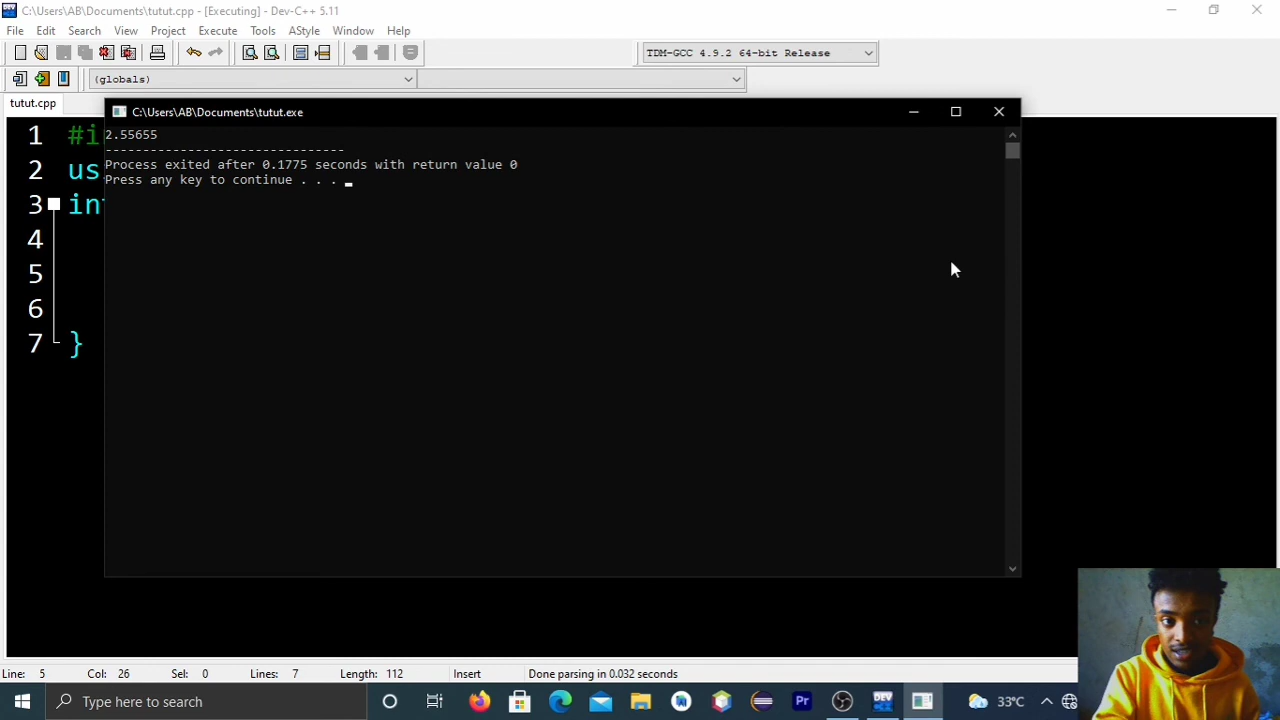 C:\Users\AB\Documents\tutut.cpp - [Executing] - Dev-C++ 5.11
File Edit Search View Project Execute Tools AStyle Window Help
TDM-GCC 4.9.2 64-bit Release
(globals)
tutut.cpp
C:\Users\AB\Documents\tutut.exe
2.55655
--------------------------------
Process exited after 0.1775 seconds with return value 0
Press any key to continue . . .
1 #i
2 us
3 in
4
5
6
7 }
Line: 5 Col: 26 Sel: 0 Lines: 7 Length: 112 Insert Done parsing in 0.032 seconds
Type here to search
DEV
Pr
DEV
33°C